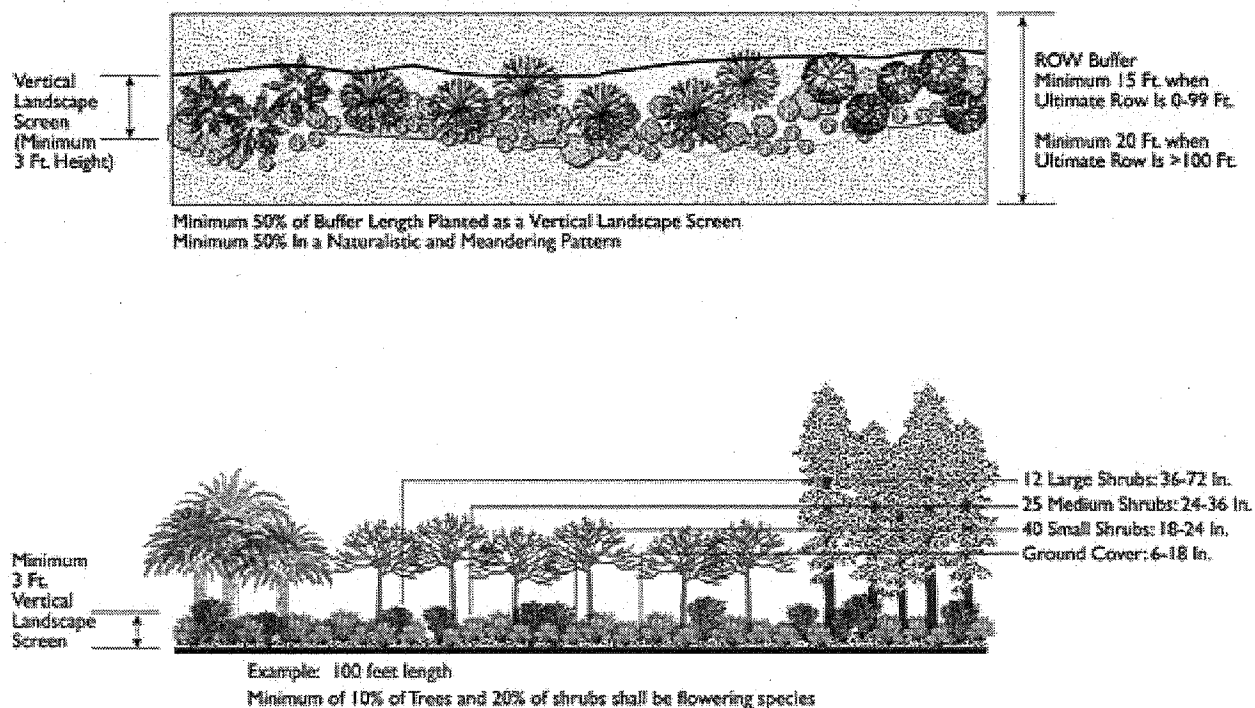 Vertical
Landscape
Screen
(Minimum
3 Ft. Height)
ROW Buffer
Minimum 15 Ft. when
Ultimate Row Is 0-99 Ft.
Minimum 20 Ft. when
Ultimate Row Is >100 Ft.
Minimum 50% of Buffer Length Planted as a Vertical Landscape Screen
Minimum 50% In a Naturalistic and Meandering Pattern
12 Large Shrubs: 36-72 In.
25 Medium Shrubs: 24-36 In.
40 Small Shrubs: 18-24 In.
Ground Cover: 6-18 In.
Minimum
3 Ft.
Vertical
Landscape
Screen
Example: 100 feet length
Minimum of 10% of Trees and 20% of shrubs shall be flowering species